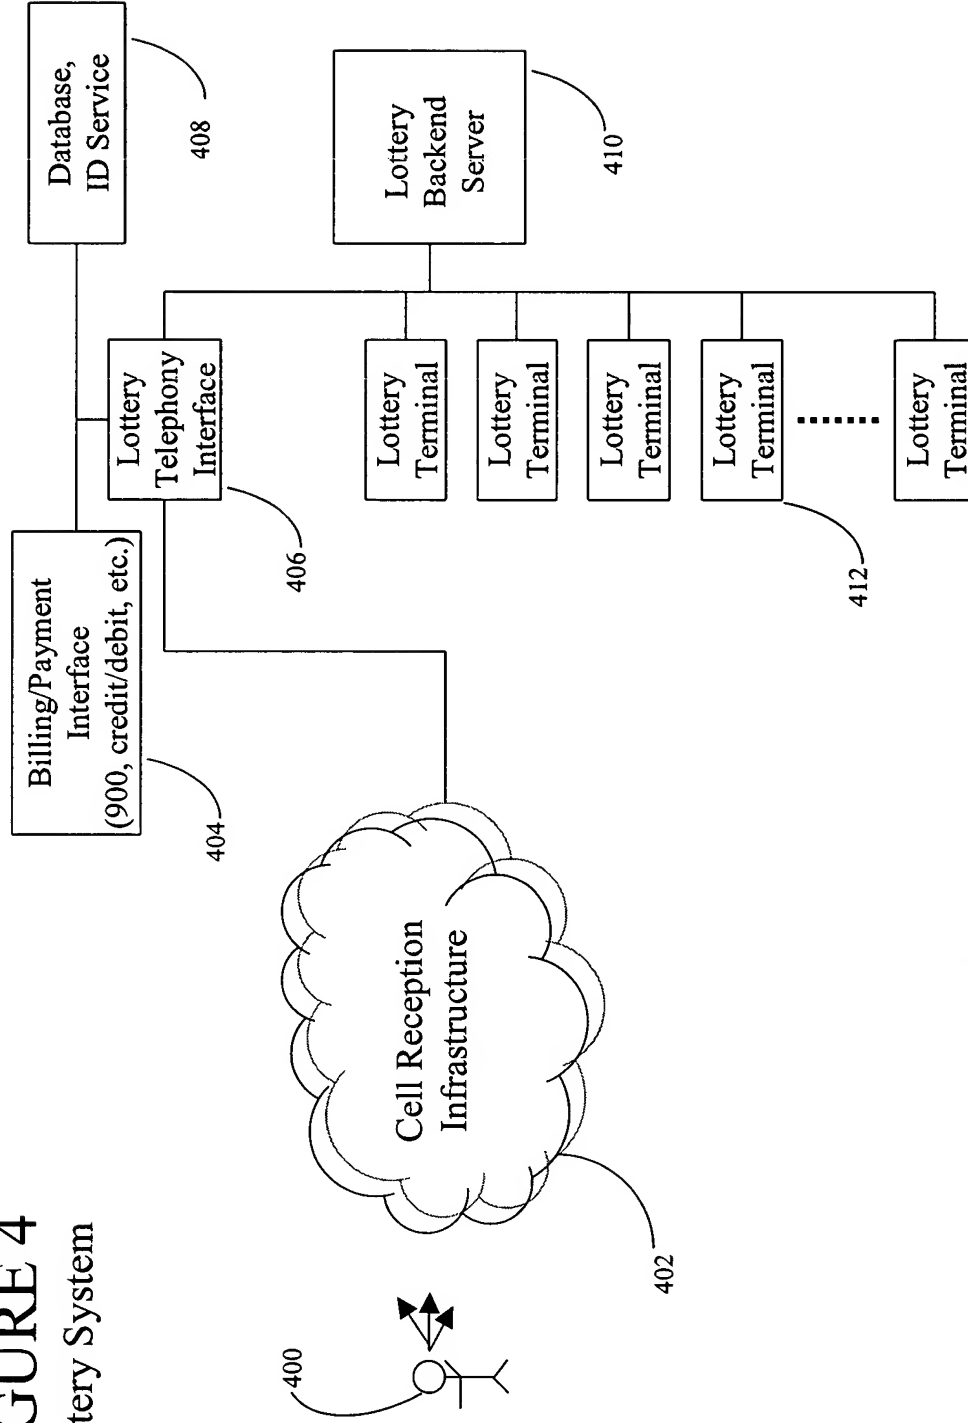 GURE 4
tery System
Billing/Payment
Interface
(900, credit/debit, etc.)
404
Database,
ID Service
408
Lottery
Telephony
Interface
406
400
Cell Reception
Infrastructure
402
Lottery
Backend
Server
410
Lottery
Terminal
Lottery
Terminal
Lottery
Terminal
Lottery
Terminal
412
Lottery
Terminal